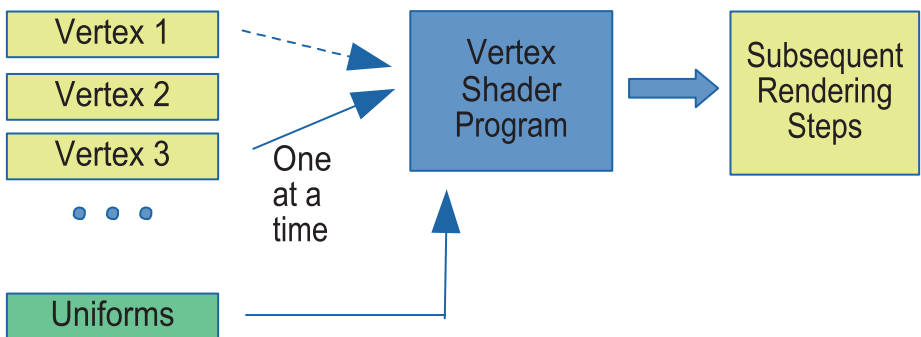 Vertex 1
Vertex 2
Vertex 3
One
at a
time
Uniforms
Vertex
Shader
Program
Subsequent
Rendering
Steps